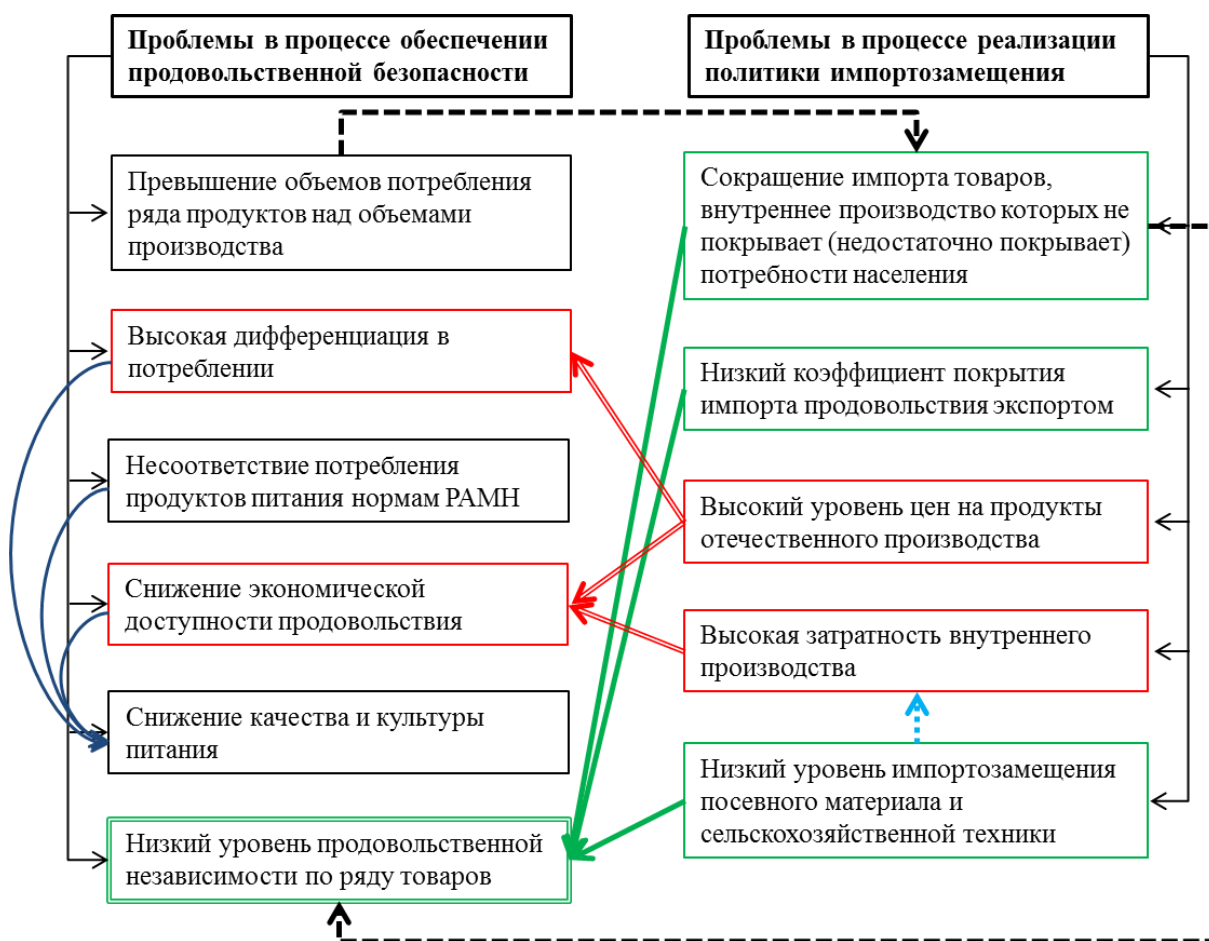 Проблемы в процессе обеспечении
продовольственной безопасности
Превышение объемов потребления
ряда продуктов над объемами
производства
Высокая дифференциация в
потреблении
Несоответствие потребления
продуктов питания нормам РАМН
Снижение экономической
доступности продовольствия
Снижение качества и культуры
питания
Низкий уровень продовольственной
независимости по ряду товаров
Проблемы в процессе реализации
политики импортозамещения
Сокращение импорта товаров,
внутреннее производство которых не
покрывает (недостаточно покрывает)
потребности населения
Низкий коэффициент покрытия
импорта продовольствия экспортом
Высокий уровень цен на продукты
отечественного производства
Высокая затратность внутреннего
производства
Низкий уровень импортозамещения
посевного материала и
сельскохозяйственной техники